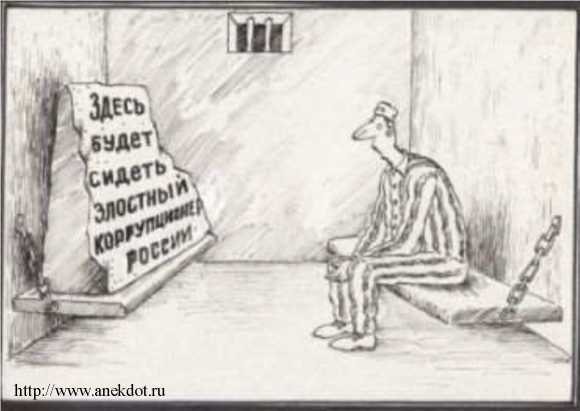 ЗДЕСЬ
БУДЕТ
СИДЕТЬ
ЗЛОСТНЫЙ
КОРРУПЦИОНЕР
РОССИИ
http://www.anekdot.ru